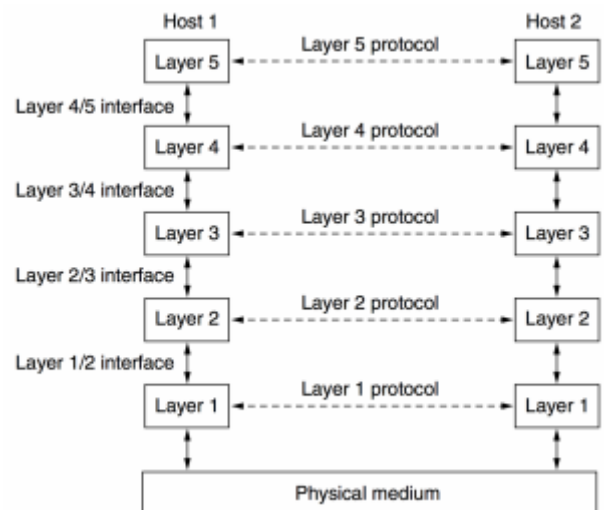 Host 1 Host 2
Layer 5 Layer 5 protocol Layer 5
Layer 4/5 interface
Layer 4 Layer 4 protocol Layer 4
Layer 3/4 interface
Layer 3 Layer 3 protocol Layer 3
Layer 2/3 interface
Layer 2 Layer 2 protocol Layer 2
Layer 1/2 interface
Layer 1 Layer 1 protocol Layer 1
Physical medium